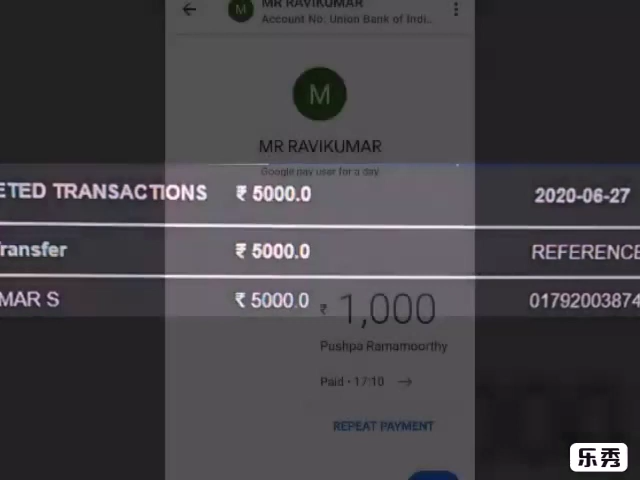 MR RAVIKUMAR
Account No. Union Bank of Indi...
M
M
MR RAVIKUMAR
Google pay user for a day
ETED TRANSACTIONS ₹ 5000.0 2020-06-27
ransfer ₹ 5000.0 REFERENCE
MAR S ₹ 5000.0 01792003874
₹ 1,000
Pushpa Ramamoorthy
Paid • 17:10
REPEAT PAYMENT
乐秀